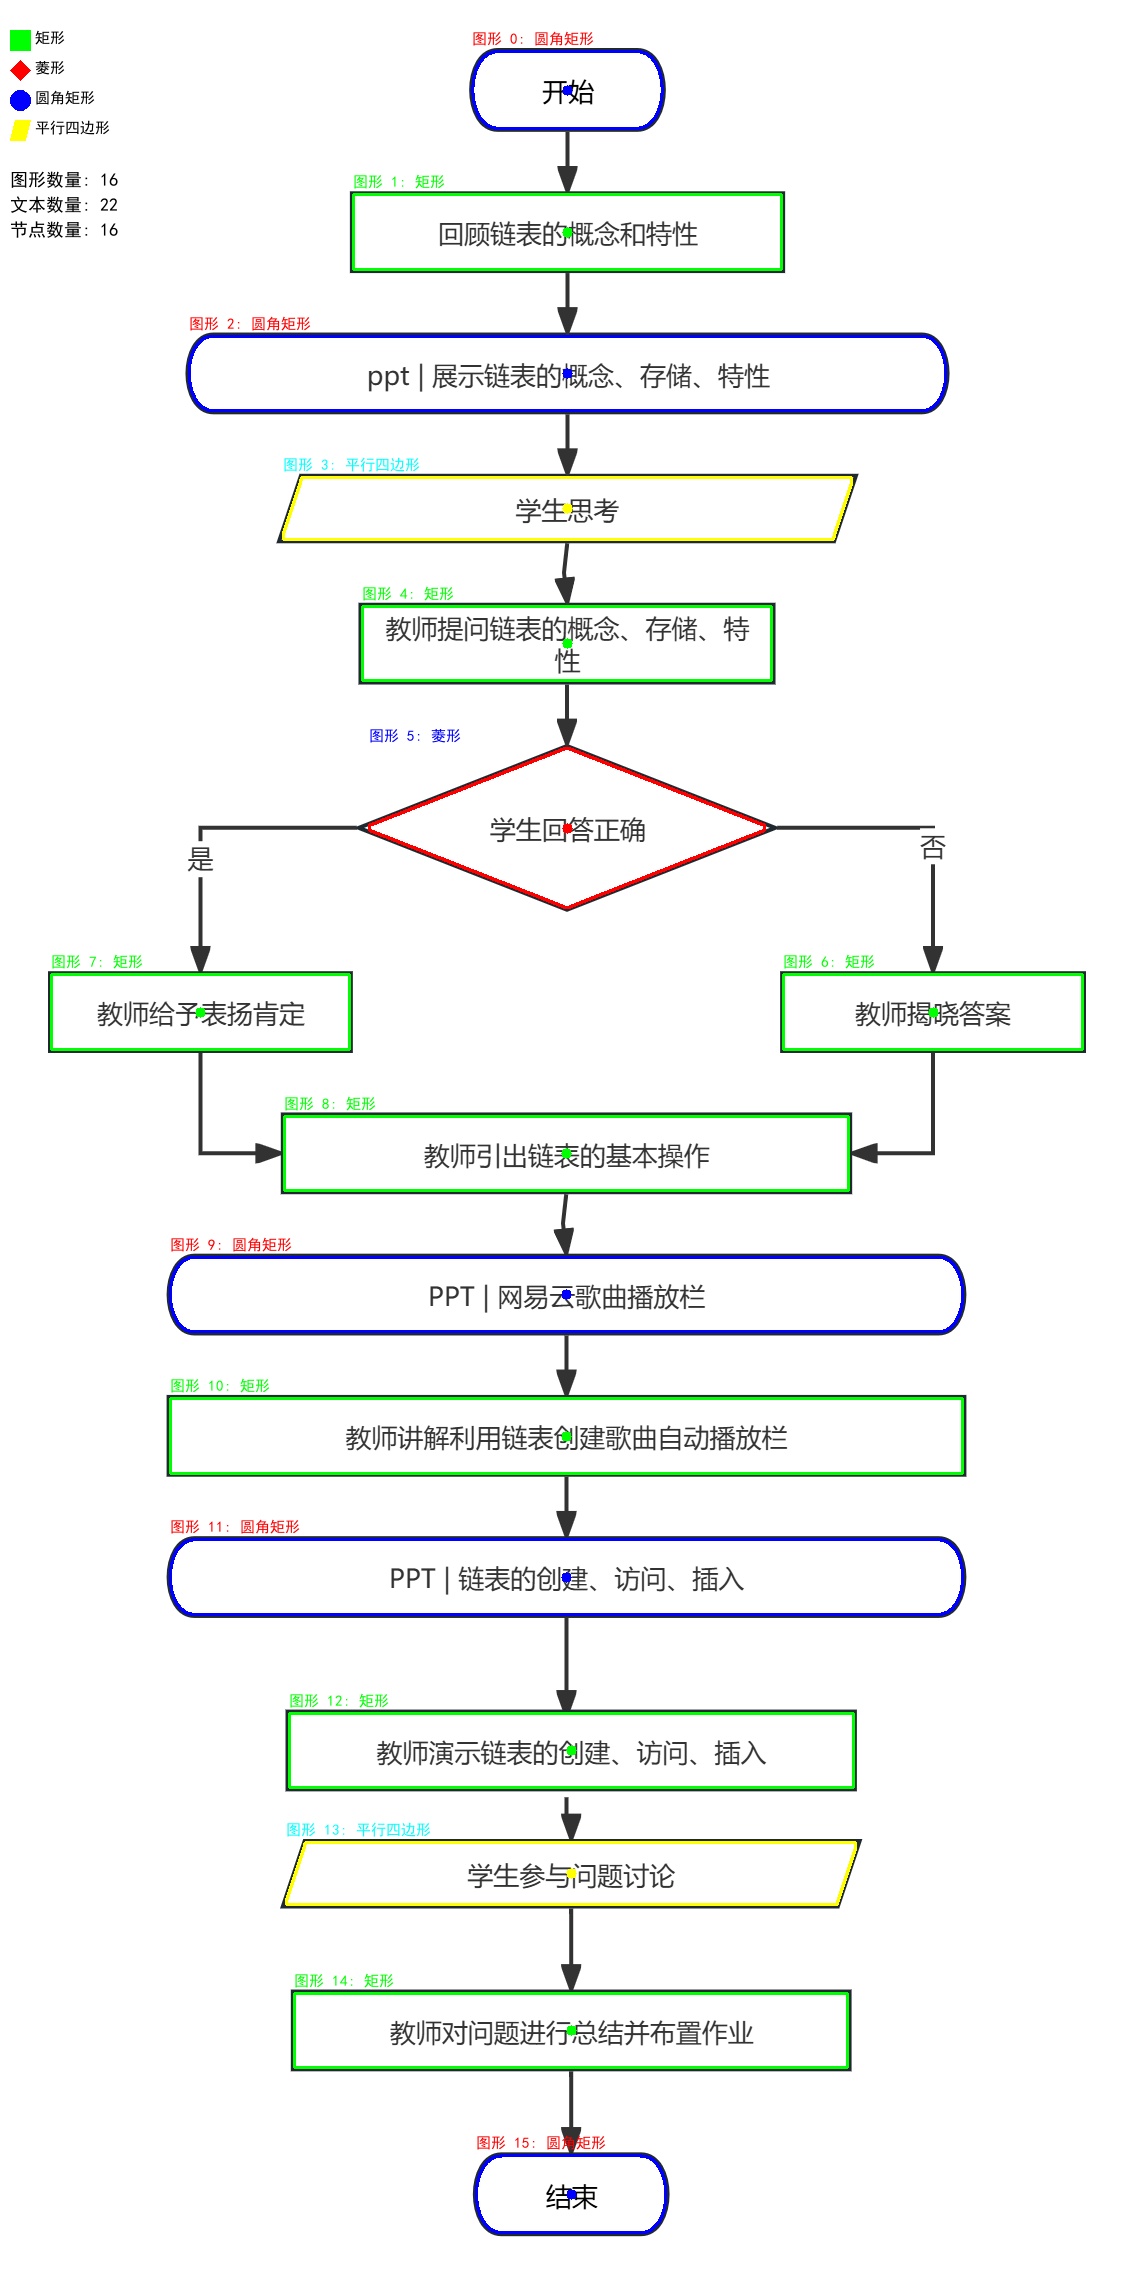 矩形
菱形
圆角矩形
平行四边形
图形数量: 16
文本数量: 22
节点数量: 16
图形 0: 圆角矩形
开始
图形 1: 矩形
回顾链表的概念和特性
图形 2: 圆角矩形
ppt | 展示链表的概念、存储、特性
图形 3: 平行四边形
学生思考
图形 4: 矩形
教师提问链表的概念、存储、特
性
图形 5: 菱形
学生回答正确
是
否
图形 7: 矩形
教师给予表扬肯定
图形 6: 矩形
教师揭晓答案
图形 8: 矩形
教师引出链表的基本操作
图形 9: 圆角矩形
PPT | 网易云歌曲播放栏
图形 10: 矩形
教师讲解利用链表创建歌曲自动播放栏
图形 11: 圆角矩形
PPT | 链表的创建、访问、插入
图形 12: 矩形
教师演示链表的创建、访问、插入
图形 13: 平行四边形
学生参与问题讨论
图形 14: 矩形
教师对问题进行总结并布置作业
图形 15: 圆角矩形
结束